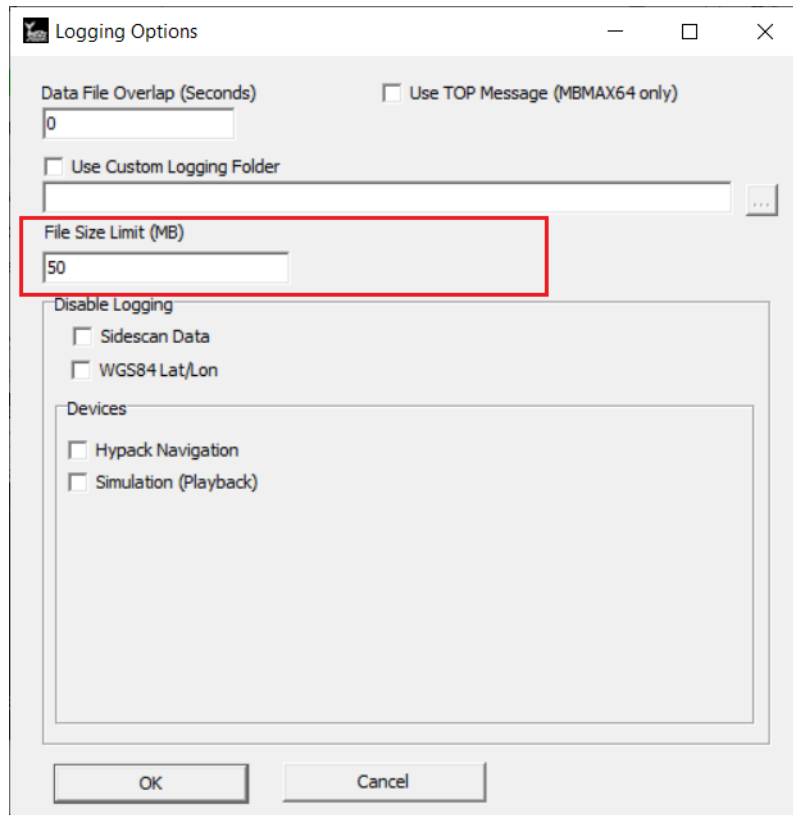 Logging Options
Data File Overlap (Seconds)
Use TOP Message (MBMAX64 only)
0
Use Custom Logging Folder
...
File Size Limit (MB)
50
Disable Logging
Sidescan Data
WGS84 Lat/Lon
Devices
Hypack Navigation
Simulation (Playback)
OK
Cancel